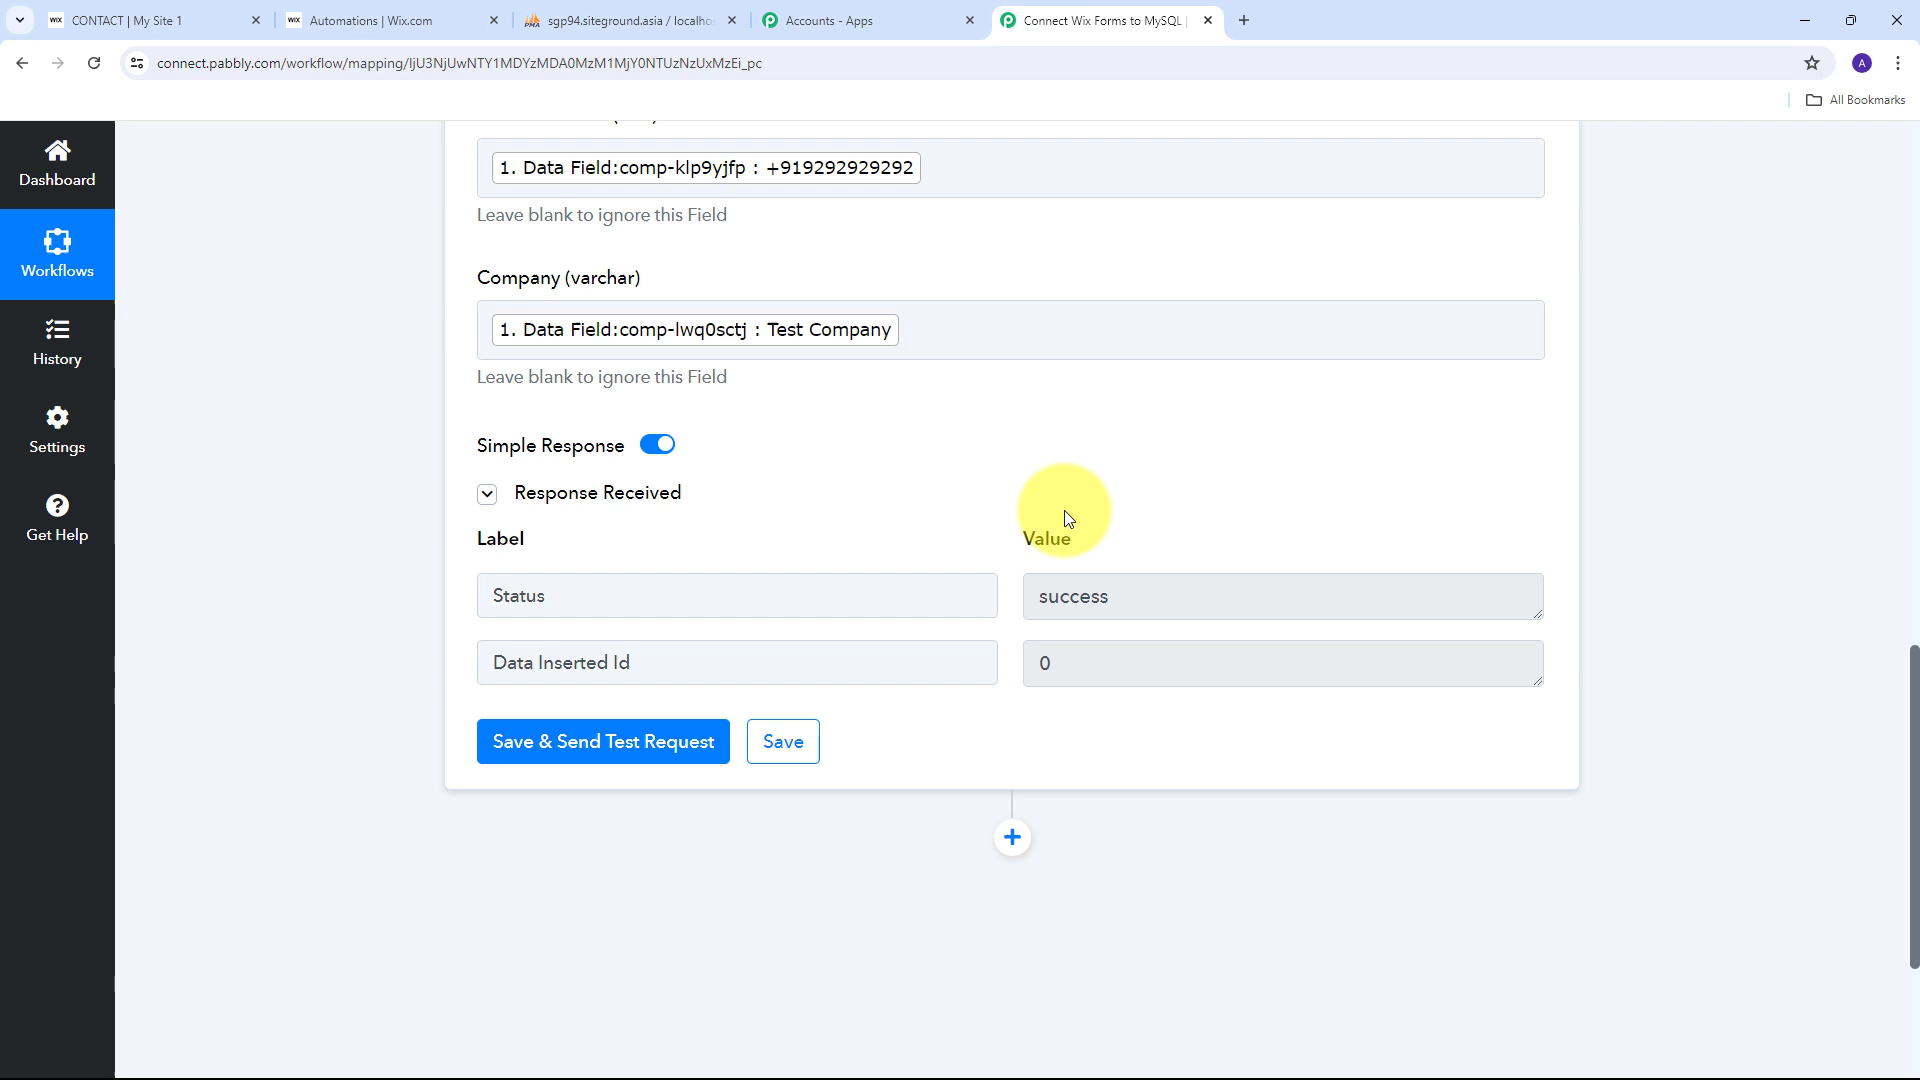 CONTACT | My Site 1
Automations | Wix.com
sgp94.siteground.asia / localho
Accounts - Apps
Connect Wix Forms to MySQL |
connect.pabbly.com/workflow/mapping/IjU3NjUwNTY1MDYzMDA0MzM1MjY0NTUzNzUxMzEi_pc
A
All Bookmarks
Dashboard
Workflows
History
Settings
Get Help
1. Data Field:comp-klp9yjfp : +919292929292
Leave blank to ignore this Field
Company (varchar)
1. Data Field:comp-lwq0sctj : Test Company
Leave blank to ignore this Field
Simple Response
Response Received
Label
Value
Status
success
Data Inserted Id
0
Save & Send Test Request
Save